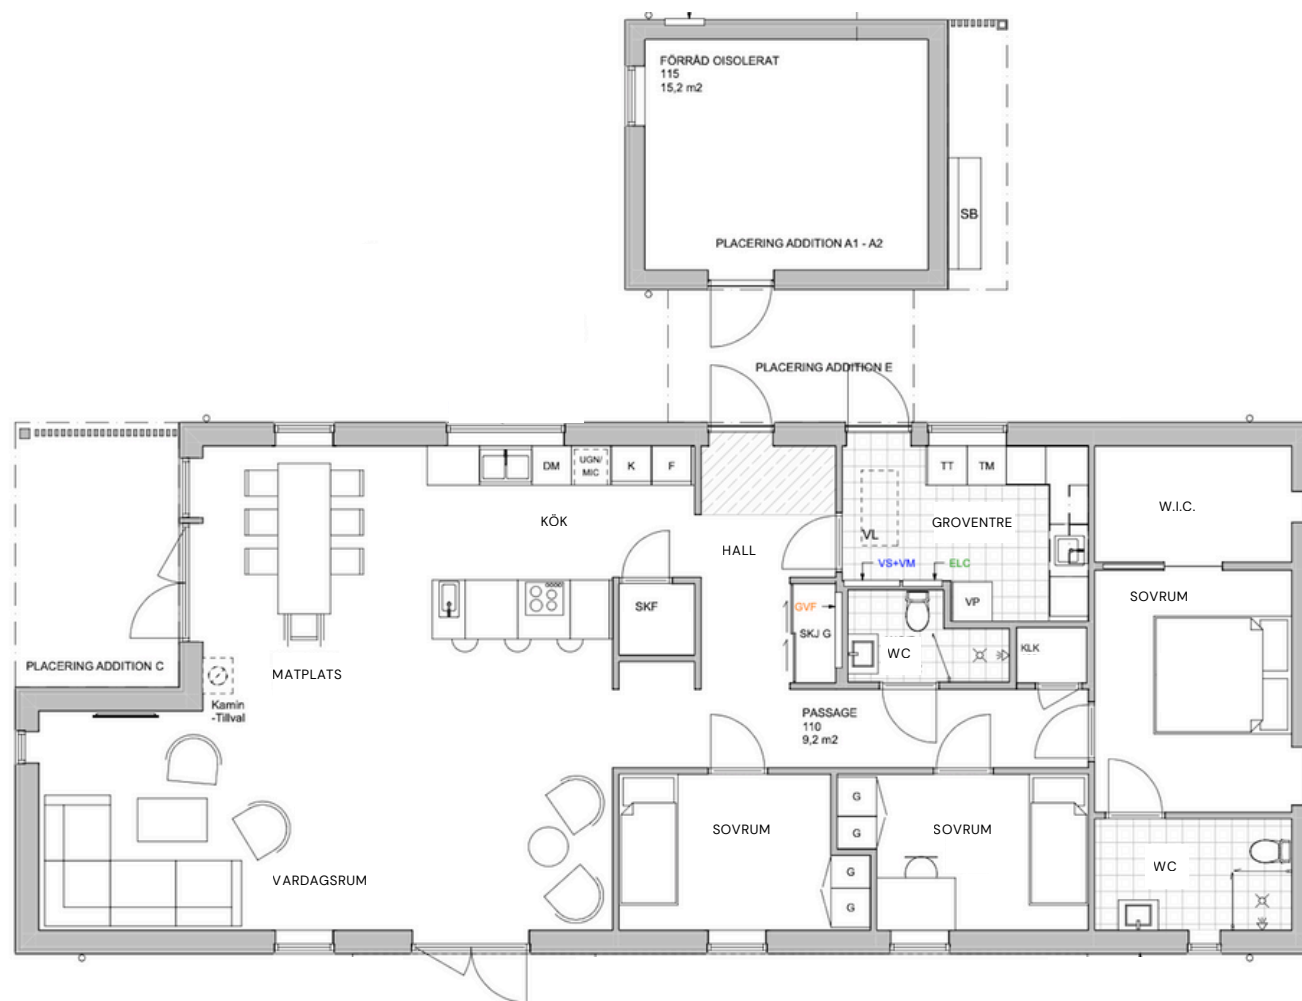 FÖRRÅD OISOLERAT
115
15,2 m2
SB
PLACERING ADDITION A1 - A2
PLACERING ADDITION E
DM
UGN/
MIC
K
F
TT
TM
KÖK
HALL
VL
GROVENTRE
W.I.C.
VS+VM
ELC
SKF
GVF
SKJ G
VP
SOVRUM
WC
KLK
PLACERING ADDITION C
MATPLATS
Kamin
-Tillval
PASSAGE
110
9,2 m2
G
G
SOVRUM
SOVRUM
G
G
WC
VARDAGSRUM